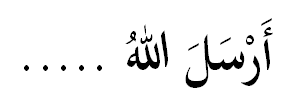 أَرْسَلَ اللهُ .....